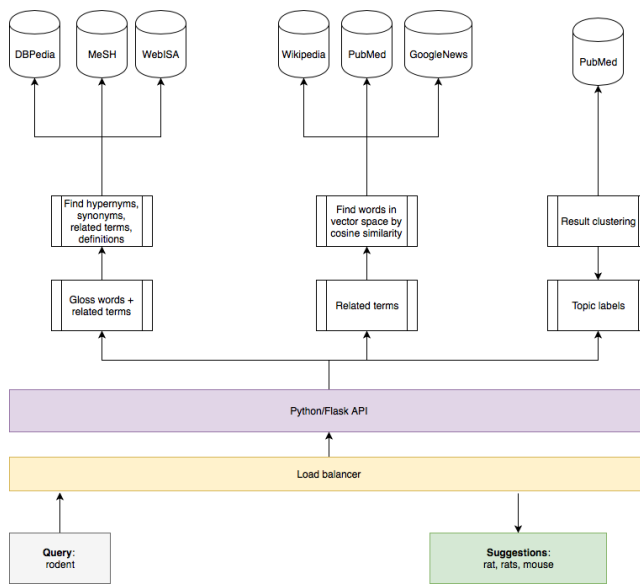 DBPedia
MeSH
WebISA
Wikipedia
PubMed
GoogleNews
PubMed
Find hypernyms,
synonyms,
related terms,
definitions
Find words in
vector space by
cosine similarity
Result clustering
Gloss words +
related terms
Related terms
Topic labels
Python/Flask API
Load balancer
Query:
rodent
Suggestions:
rat, rats, mouse